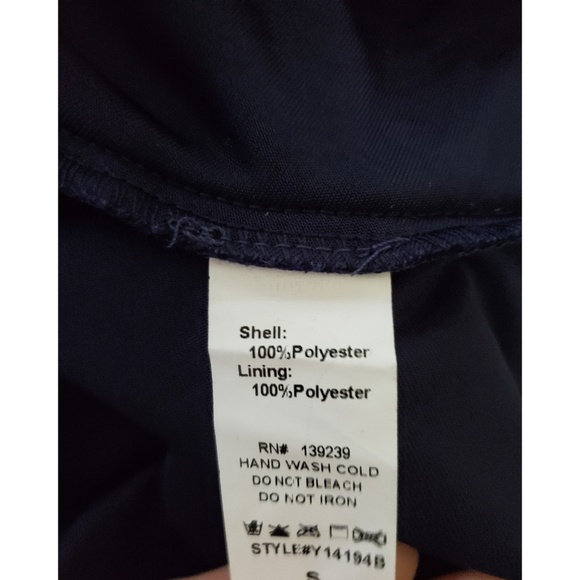 Shell:
100%Polyester
Lining:
100%Polyester
RN# 139239
HAND WASH COLD
DO NOT BLEACH
DO NOT IRON
STYLE#Y14194B
S